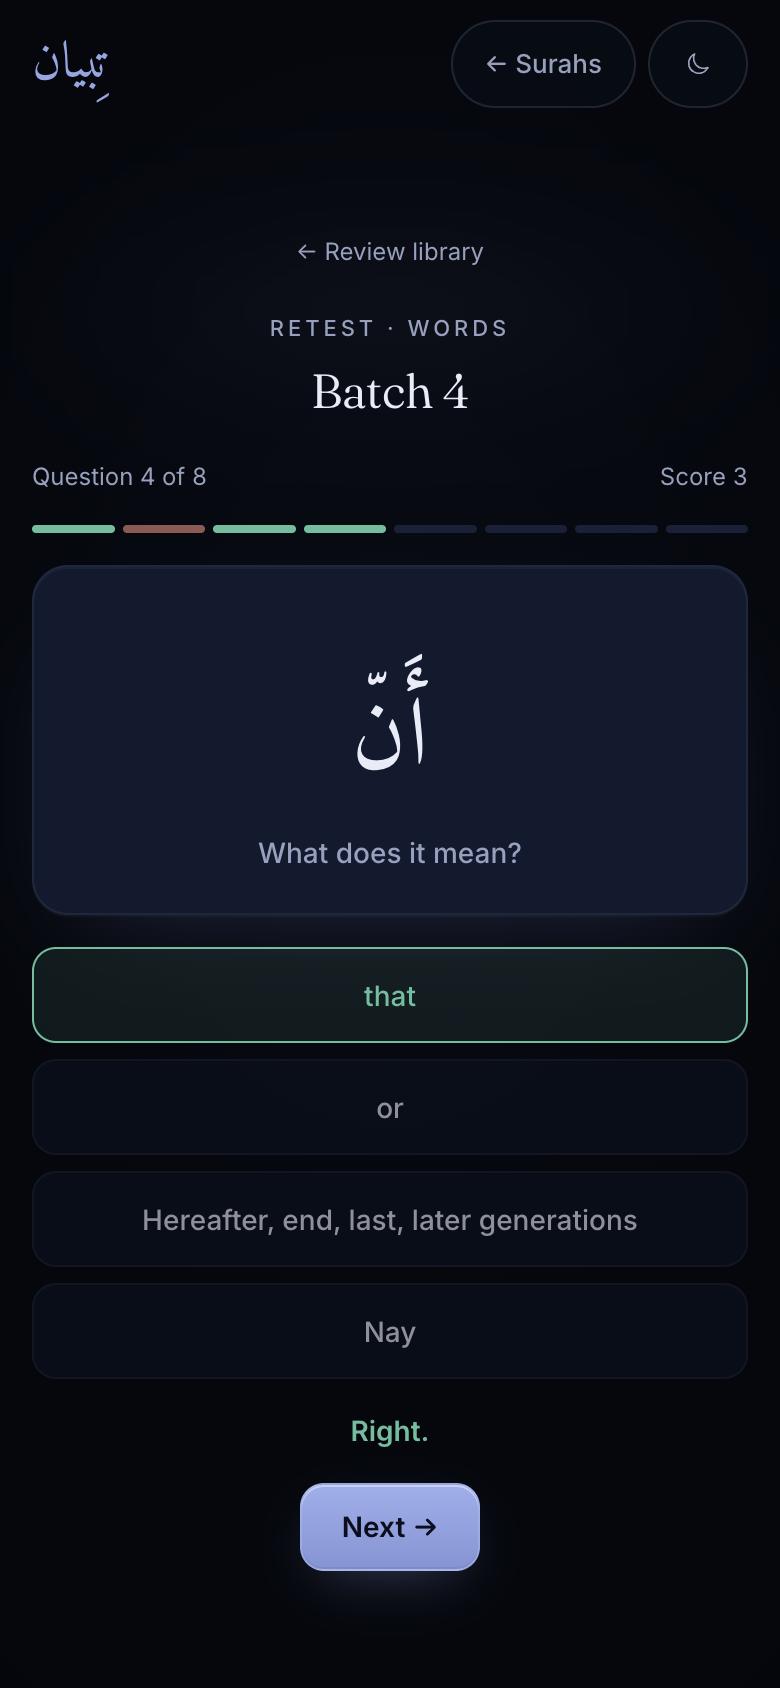 تِبيان
← Surahs
← Review library
RETEST · WORDS
Batch 4
Question 4 of 8
Score 3
أَنّ
What does it mean?
that
or
Hereafter, end, last, later generations
Nay
Right.
Next →